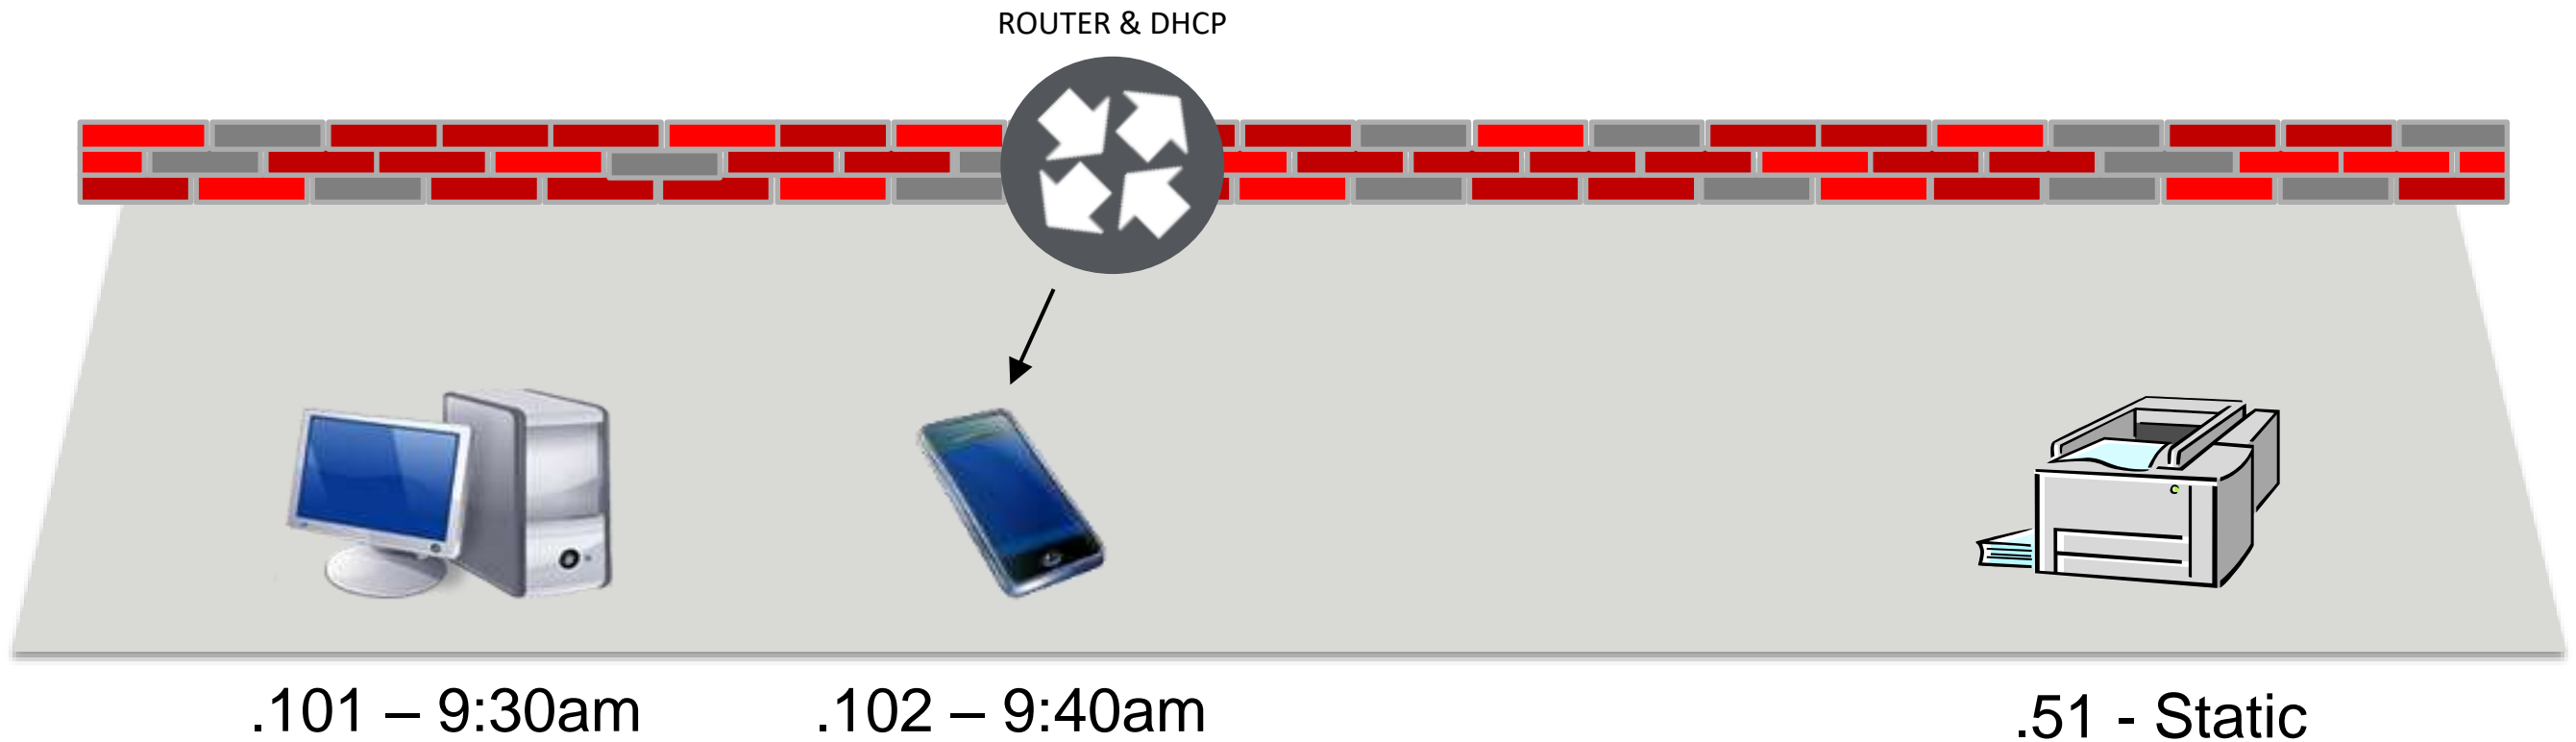 ROUTER & DHCP
.101 – 9:30am
.102 – 9:40am
.51 - Static